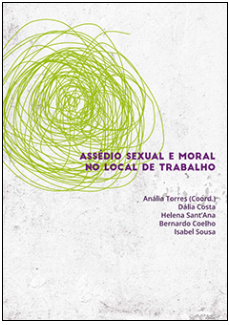 ASSÉDIO SEXUAL E MORAL
NO LOCAL DE TRABALHO
Anália Torres (Coord.)
Dália Costa
Helena Sant'Ana
Bernardo Coelho
Isabel Sousa